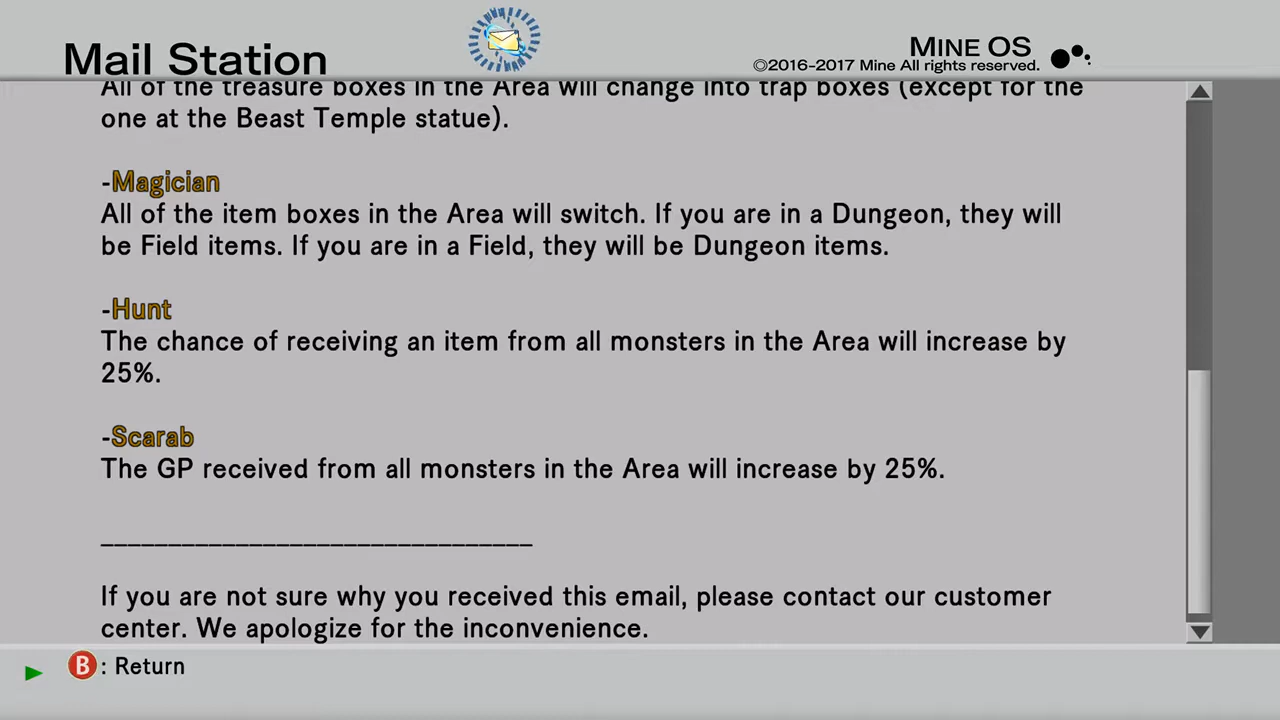 Mail Station
MINE OS
©2016-2017 Mine All rights reserved.
All of the treasure boxes in the Area will change into trap boxes (except for the
one at the Beast Temple statue).
-Magician
All of the item boxes in the Area will switch. If you are in a Dungeon, they will
be Field items. If you are in a Field, they will be Dungeon items.
-Hunt
The chance of receiving an item from all monsters in the Area will increase by
25%.
-Scarab
The GP received from all monsters in the Area will increase by 25%.
________________________________
If you are not sure why you received this email, please contact our customer
center. We apologize for the inconvenience.
B : Return